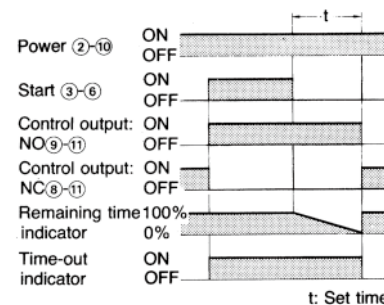 t
Power ②-⑩ ON
OFF
Start ③-⑥ ON
OFF
Control output: ON
NO⑨-⑪ OFF
Control output: ON
NC⑧-⑪ OFF
Remaining time 100%
indicator 0%
Time-out ON
indicator OFF
t: Set time